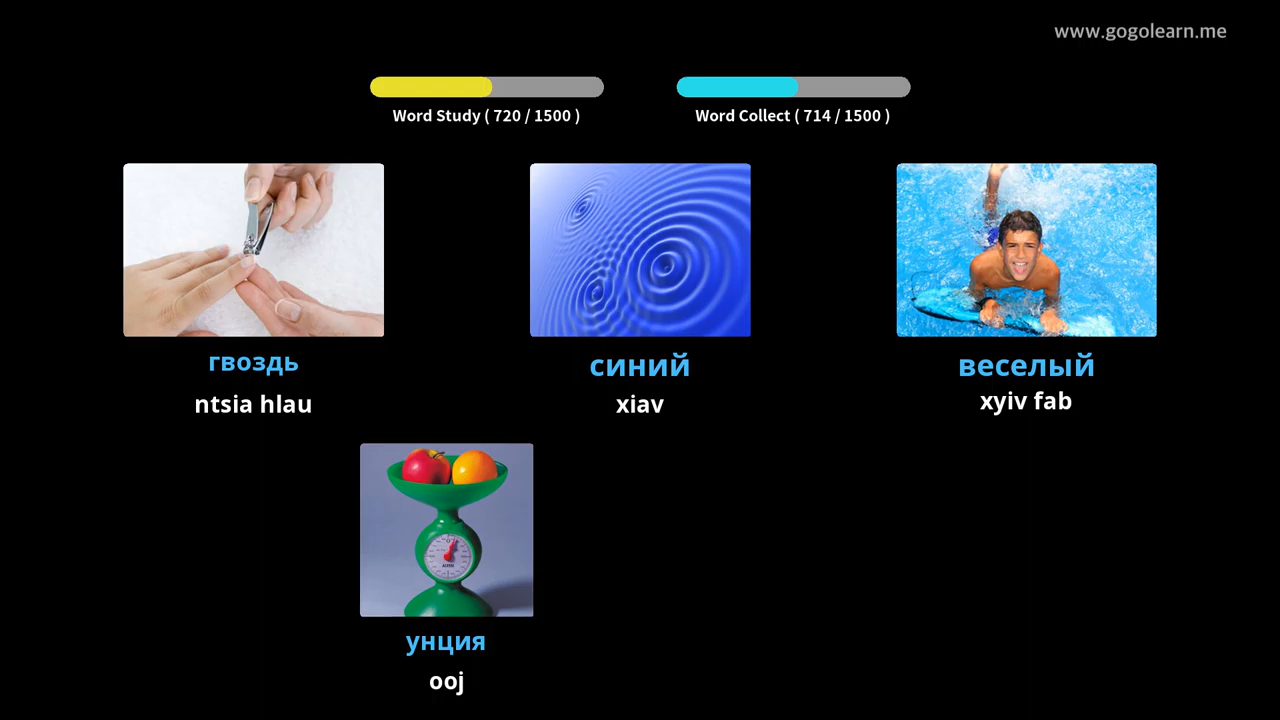 www.gogolearn.me
Word Study ( 720 / 1500 )
Word Collect ( 714 / 1500 )
гвоздь
синий
веселый
ntsia hlau
xiav
xyiv fab
унция
ooj